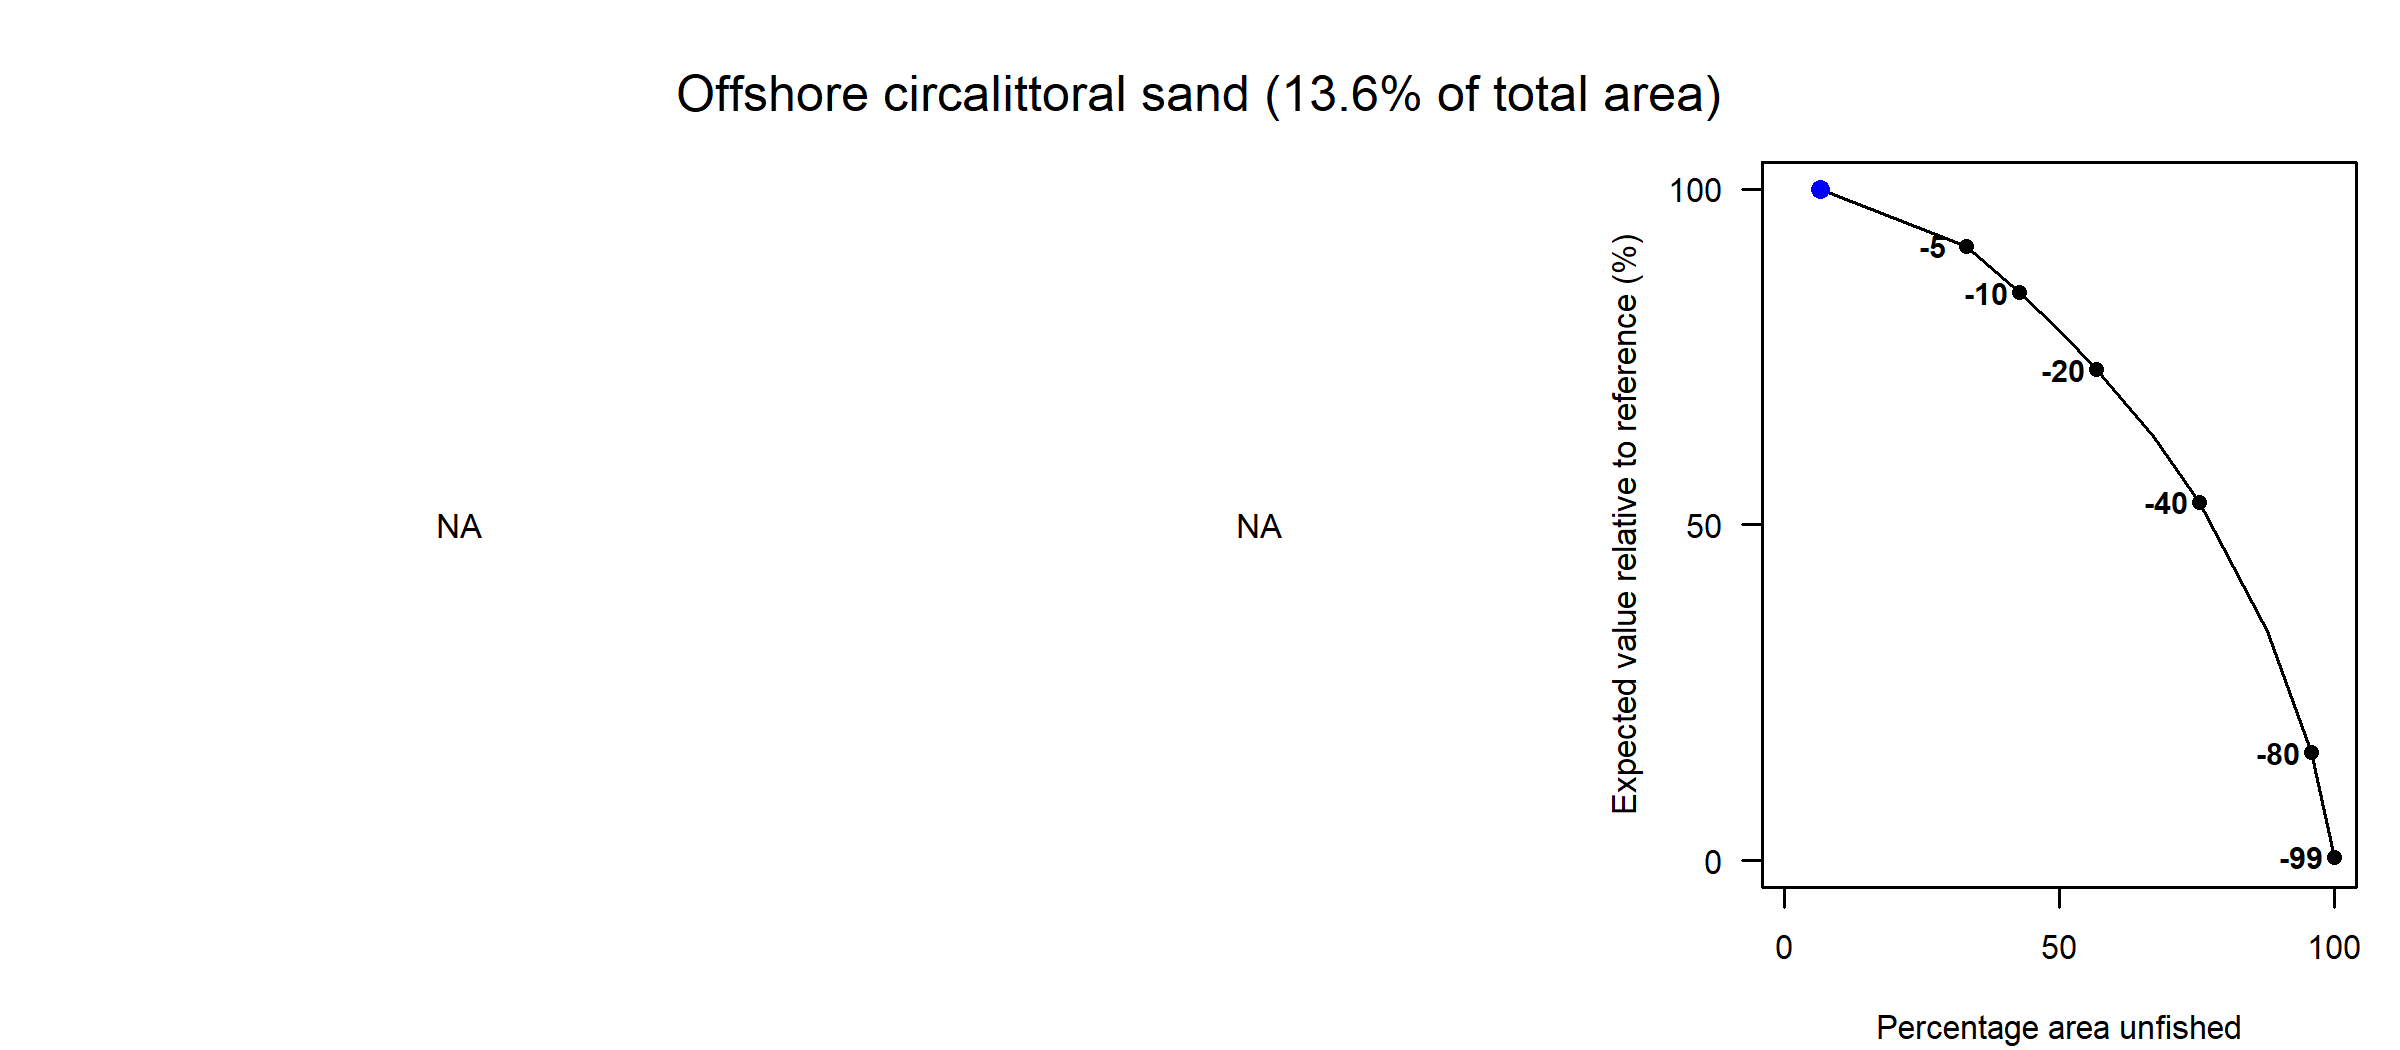 Offshore circalittoral sand (13.6% of total area)
NA
NA
Expected value relative to reference (%)
100
50
0
-5
-10
-20
-40
-80
-99
0
50
100
Percentage area unfished